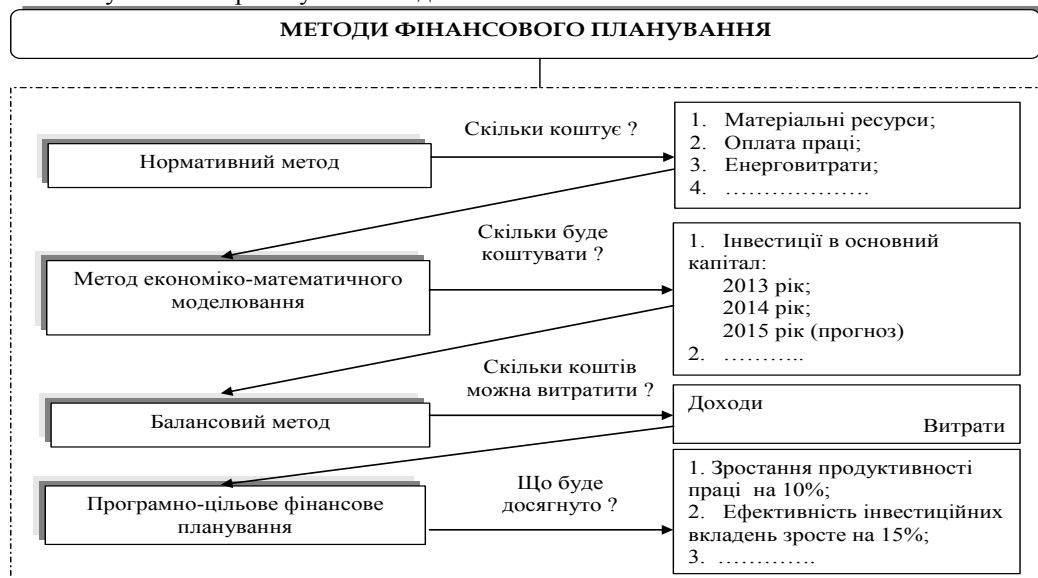 МЕТОДИ ФІНАНСОВОГО ПЛАНУВАННЯ
Нормативний метод
Скільки коштує ?
1. Матеріальні ресурси;
2. Оплата праці;
3. Енерговитрати;
4. ……………….
Метод економіко-математичного
моделювання
Скільки буде
коштувати ?
1. Інвестиції в основний
капітал:
2013 рік;
2014 рік;
2015 рік (прогноз)
2. ………..
Балансовий метод
Скільки коштів
можна витратити ?
Доходи
Витрати
Програмно-цільове фінансове
планування
Що буде
досягнуто ?
1. Зростання продуктивності
праці на 10%;
2. Ефективність інвестиційних
вкладень зросте на 15%;
3. ………….